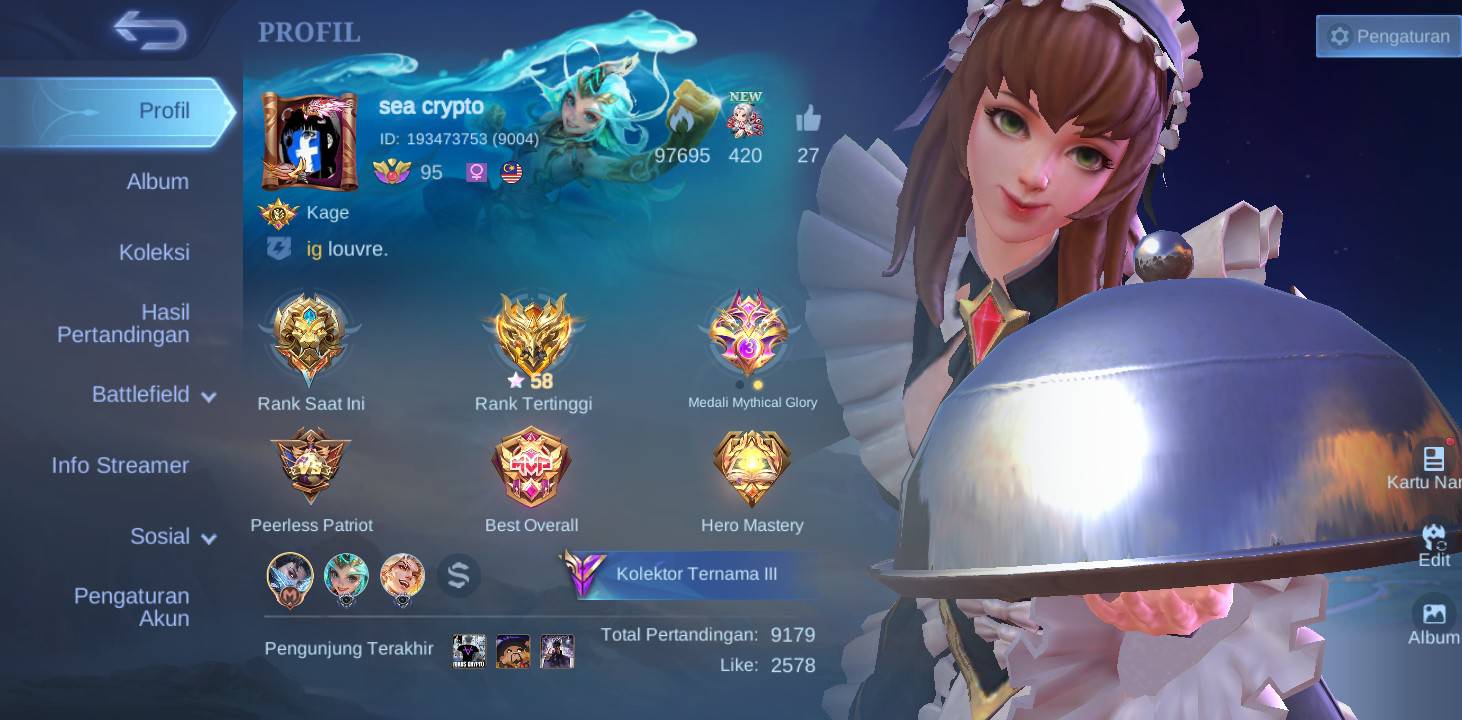 PROFIL
Pengaturan
Profil
Album
Koleksi
Hasil
Pertandingan
Battlefield
Info Streamer
Sosial
Pengaturan
Akun
sea crypto
ID: 193473753 (9004)
95
NEW
97695
420
27
Kage
ig louvre.
58
3
Rank Saat Ini
Rank Tertinggi
Medali Mythical Glory
VS
MVP
Peerless Patriot
Best Overall
Hero Mastery
M
Kolektor Ternama III
Pengunjung Terakhir
Total Pertandingan: 9179
Like: 2578
Kartu Nar
Edit
Album